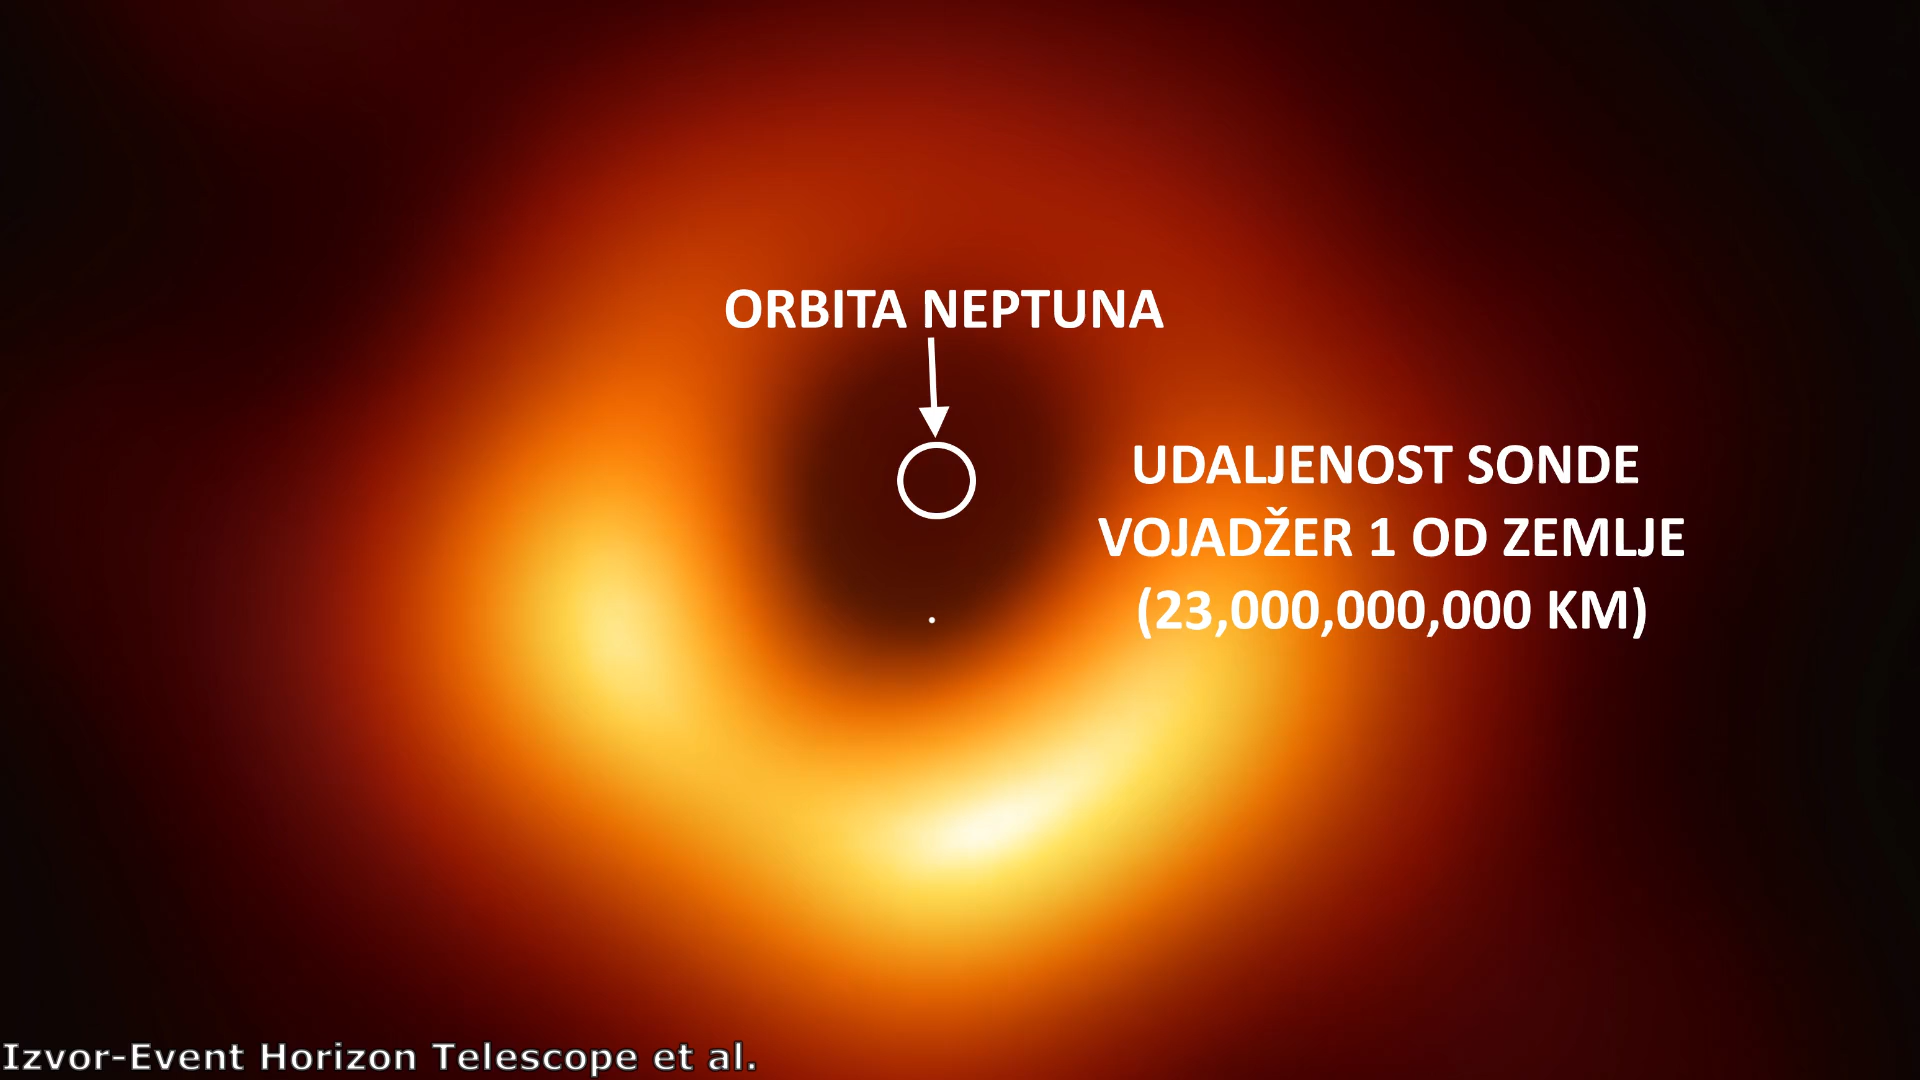 ORBITA NEPTUNA
UDALJENOST SONDE
VOJADŽER 1 OD ZEMLJE
(23,000,000,000 KM)
Izvor-Event Horizon Telescope et al.